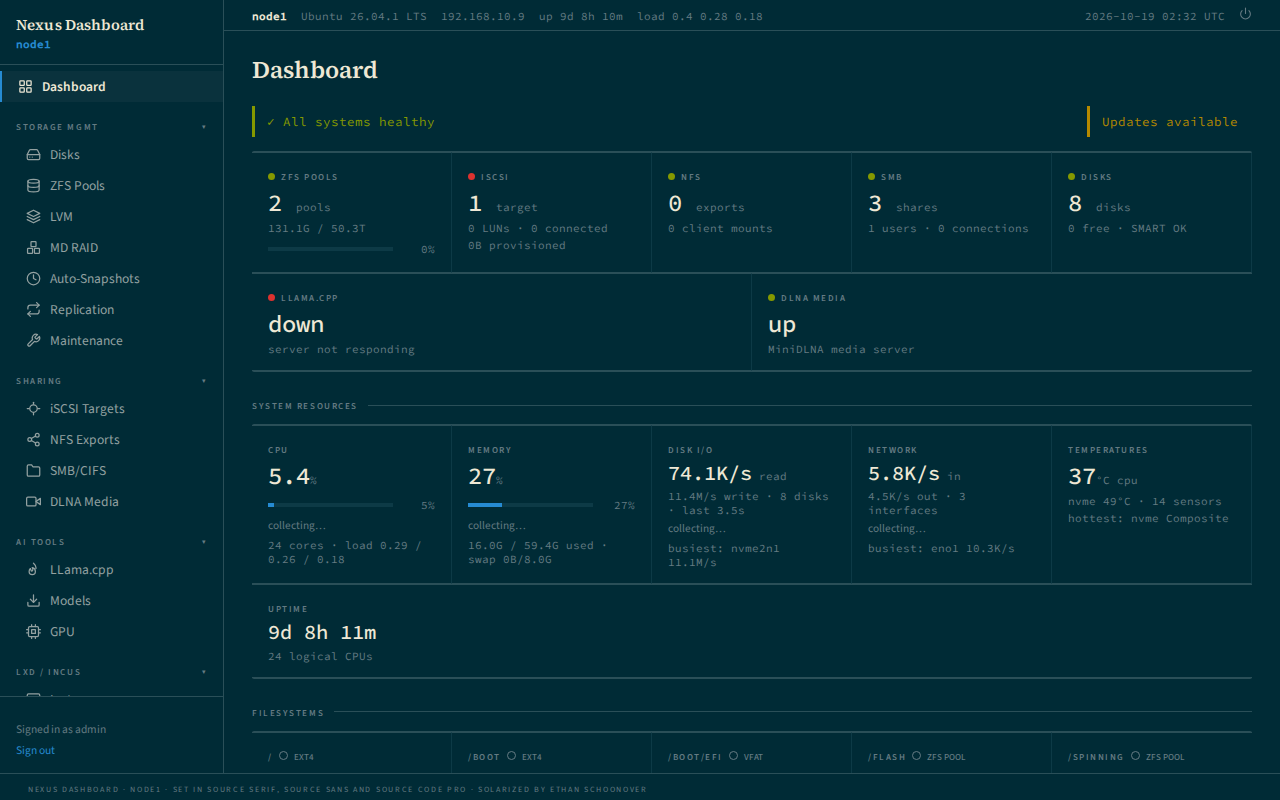 Nexus Dashboard
node1
Dashboard
STORAGE MGMT
Disks
ZFS Pools
LVM
MD RAID
Auto-Snapshots
Replication
Maintenance
SHARING
iSCSI Targets
NFS Exports
SMB/CIFS
DLNA Media
AI TOOLS
LLama.cpp
Models
GPU
LXD / INCUS
Signed in as admin
Sign out
node1 Ubuntu 26.04.1 LTS 192.168.10.9 up 9d 8h 10m load 0.4 0.28 0.18 2026-10-19 02:32 UTC
Dashboard
✓ All systems healthy
Updates available
ZFS POOLS
2 pools
131.1G / 50.3T
0%
ISCSI
1 target
0 LUNs · 0 connected
0B provisioned
NFS
0 exports
0 client mounts
SMB
3 shares
1 users · 0 connections
DISKS
8 disks
0 free · SMART OK
LLAMA.CPP
down
server not responding
DLNA MEDIA
up
MiniDLNA media server
SYSTEM RESOURCES
CPU
5.4%
5%
collecting…
24 cores · load 0.29 /
0.26 / 0.18
MEMORY
27%
27%
collecting…
16.0G / 59.4G used ·
swap 0B/8.0G
DISK I/O
74.1K/s read
11.4M/s write · 8 disks
· last 3.5s
collecting…
busiest: nvme2n1
11.1M/s
NETWORK
5.8K/s in
4.5K/s out · 3
interfaces
collecting…
busiest: eno1 10.3K/s
TEMPERATURES
37°C cpu
nvme 49°C · 14 sensors
hottest: nvme Composite
UPTIME
9d 8h 11m
24 logical CPUs
FILESYSTEMS
/ EXT4
/BOOT EXT4
/BOOT/EFI VFAT
/FLASH ZFS POOL
/SPINNING ZFS POOL
NEXUS DASHBOARD · NODE1 · SET IN SOURCE SERIF, SOURCE SANS AND SOURCE CODE PRO · SOLARIZED BY ETHAN SCHOONOVER